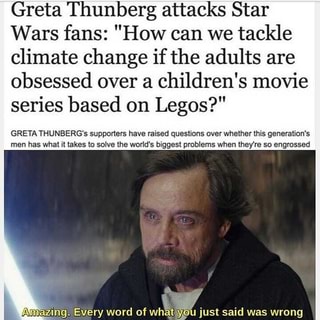 Greta Thunberg attacks Star
Wars fans: "How can we tackle
climate change if the adults are
obsessed over a children's movie
series based on Legos?"
GRETA THUNBERG's supporters have raised questions over whether this generation's
men has what it takes to solve the world's biggest problems when they're so engrossed
Amazing. Every word of what you just said was wrong